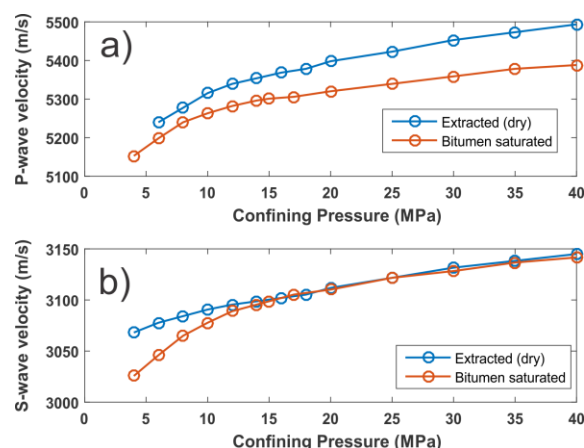 a)
P-wave velocity (m/s)
5500
5400
5300
5200
5100
Extracted (dry)
Bitumen saturated
0 5 10 15 20 25 30 35 40
Confining Pressure (MPa)
b)
S-wave velocity (m/s)
3150
3100
3050
3000
Extracted (dry)
Bitumen saturated
0 5 10 15 20 25 30 35 40
Confining Pressure (MPa)